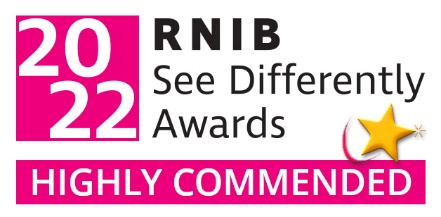 2022
RNIB
See Differently
Awards
HIGHLY COMMENDED